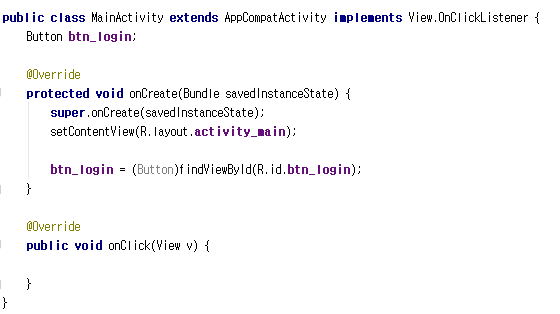 public class MainActivity extends AppCompatActivity implements View.OnClickListener {
    Button btn_login;

    @Override
    protected void onCreate(Bundle savedInstanceState) {
        super.onCreate(savedInstanceState);
        setContentView(R.layout.activity_main);

        btn_login = (Button)findViewById(R.id.btn_login);
    }

    @Override
    public void onClick(View v) {

    }
}